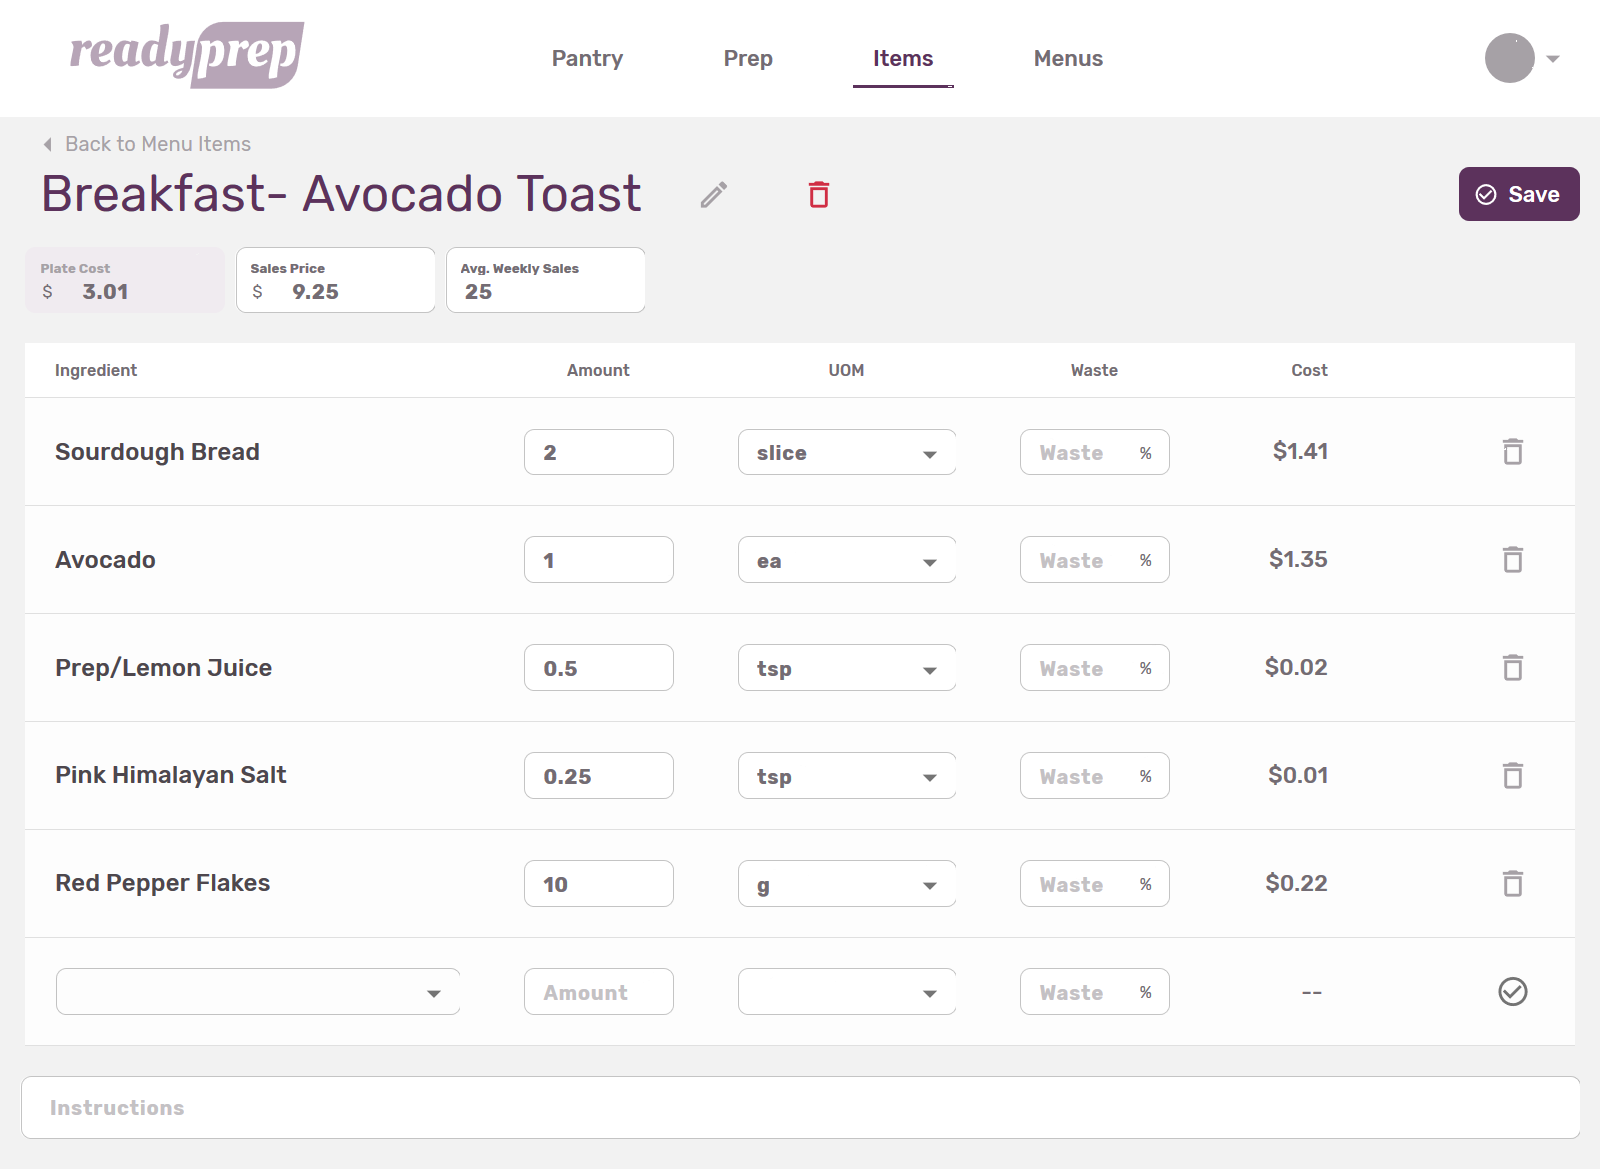 readyprep
Pantry Prep Items Menus
Back to Menu Items
Breakfast- Avocado Toast
Save
Plate Cost
$ 3.01
Sales Price
$ 9.25
Avg. Weekly Sales
25
Ingredient Amount UOM Waste Cost
Sourdough Bread 2 slice Waste % $1.41
Avocado 1 ea Waste % $1.35
Prep/Lemon Juice 0.5 tsp Waste % $0.02
Pink Himalayan Salt 0.25 tsp Waste % $0.01
Red Pepper Flakes 10 g Waste % $0.22
Amount Waste % --
Instructions